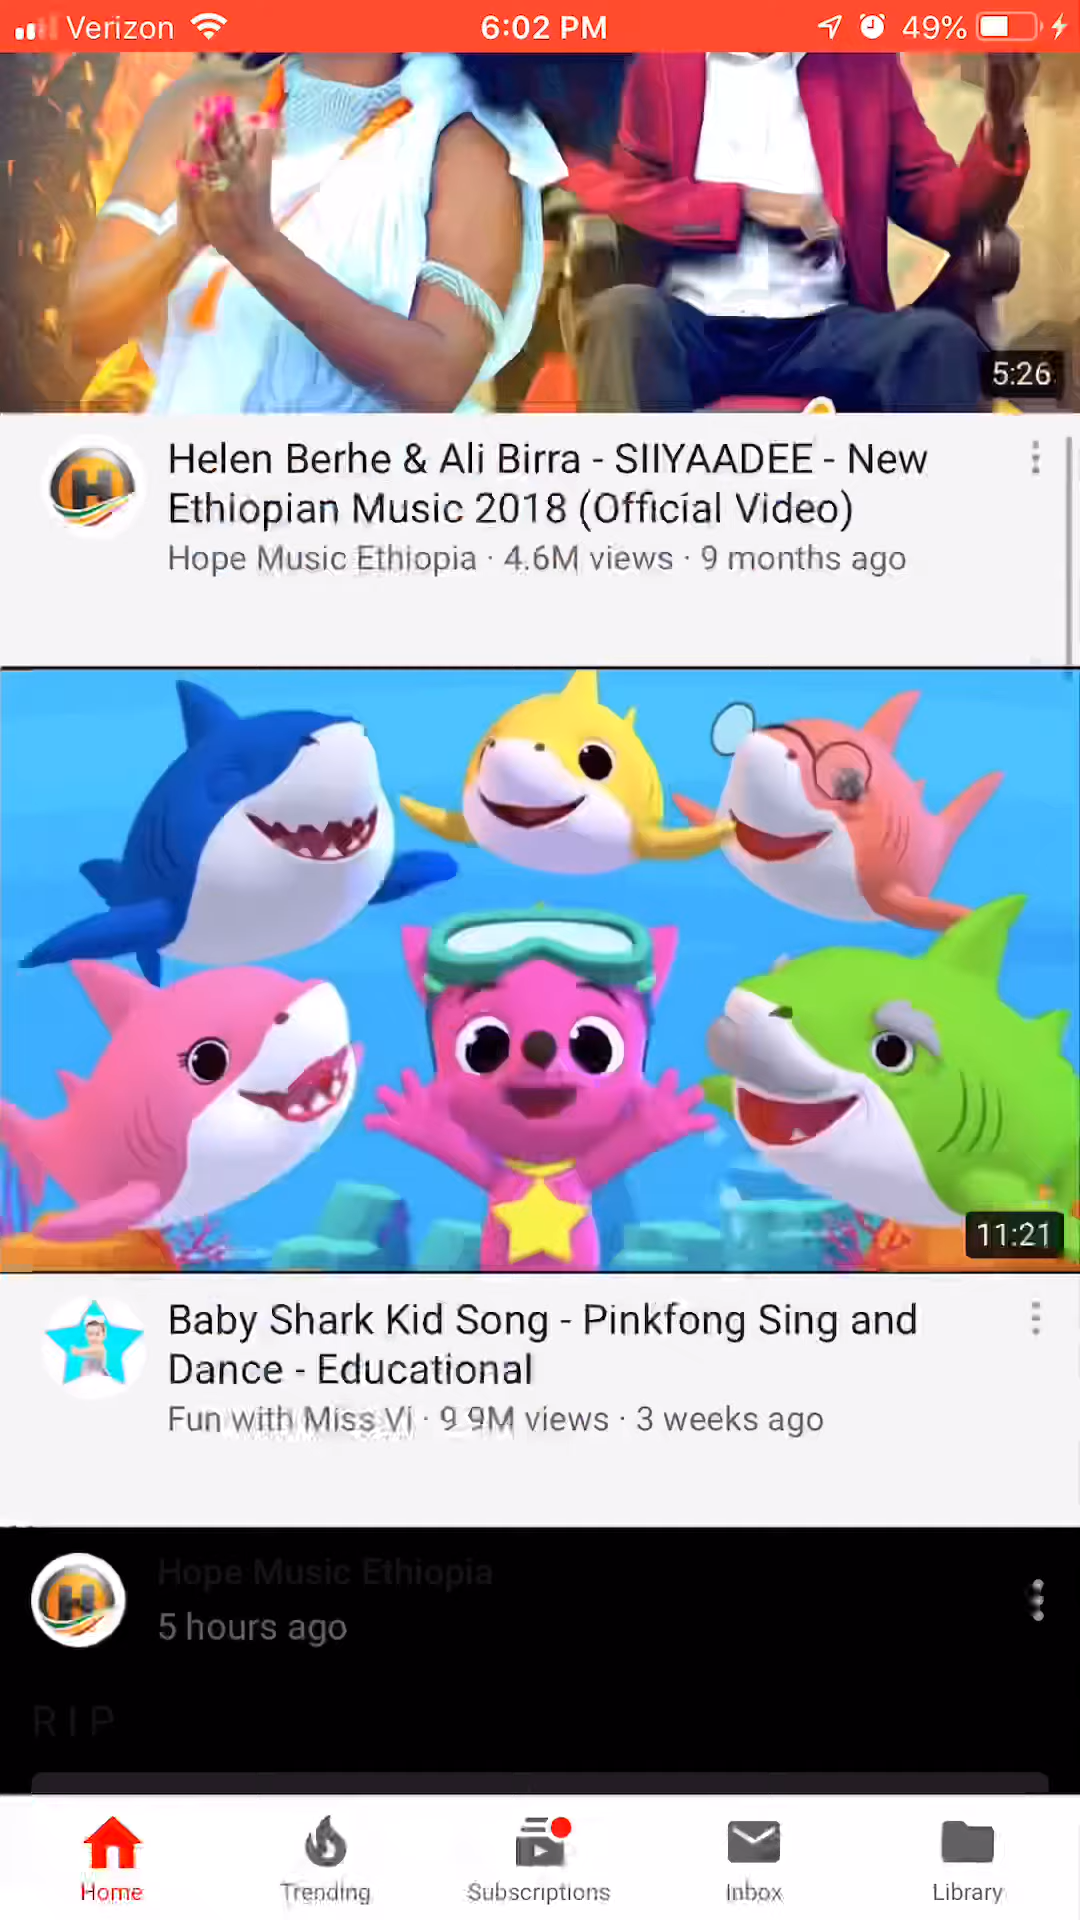 Verizon 6:02 PM 49%
5:26
Helen Berhe & Ali Birra - SIIYAADEE - New
Ethiopian Music 2018 (Official Video)
Hope Music Ethiopia · 4.6M views · 9 months ago
11:21
Baby Shark Kid Song - Pinkfong Sing and
Dance - Educational
Fun with Miss Vi · 9.9M views · 3 weeks ago
Hope Music Ethiopia
5 hours ago
R I P
Home Trending Subscriptions Inbox Library